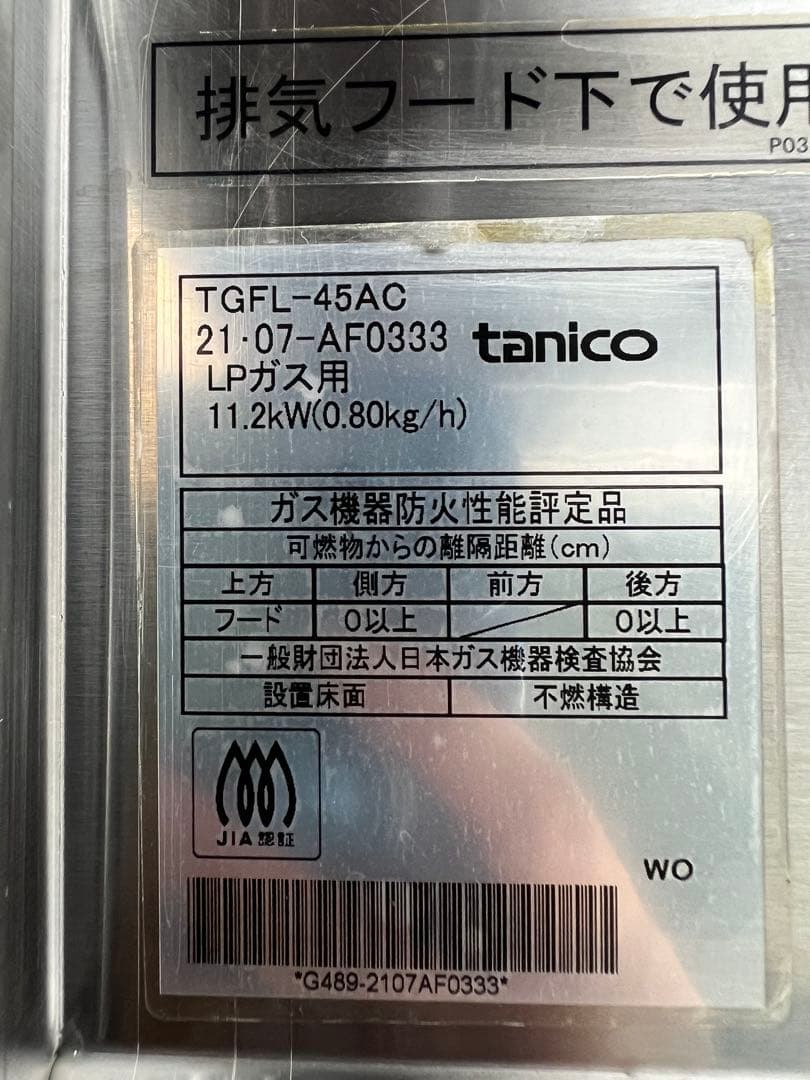 排気フード下で使用
P03
TGFL-45AC
21・07-AF0333 tanico
LPガス用
11.2kW(0.80kg/h)
ガス機器防火性能評定品
可燃物からの離隔距離(cm)
上方 側方 前方 後方
フード 0以上 0以上
一般財団法人日本ガス機器検査協会
設置床面 不燃構造
JIA 認証
WO
*G489-2107AF0333*